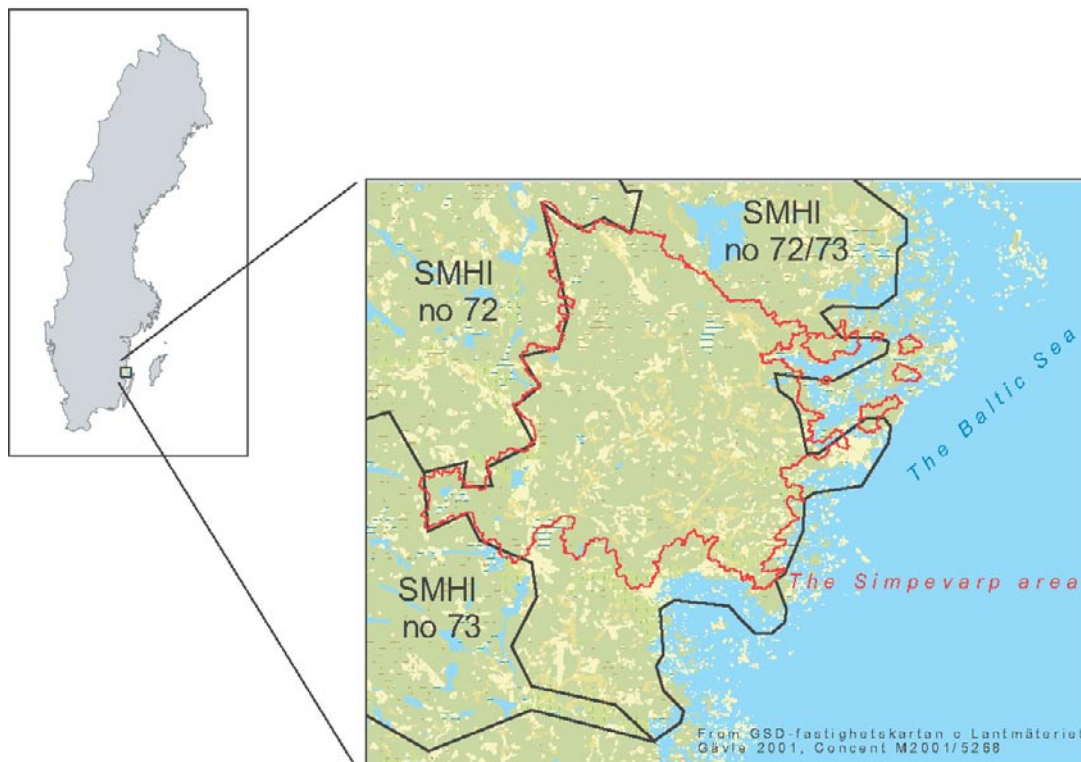 SMHI
no 72/73
SMHI
no 72
The Baltic Sea
The Simpevarp area
SMHI
no 73
From GSD-fastighetskartan o Lantmäteriet
Gävle 2001, Concent M2001/5268